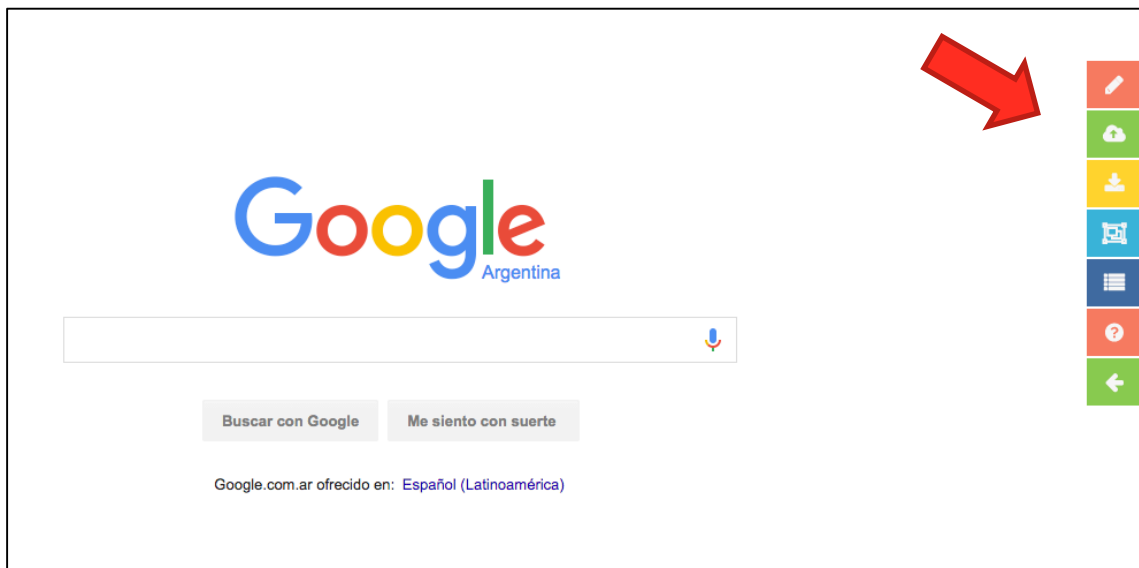 Google
Argentina
Buscar con Google
Me siento con suerte
Google.com.ar ofrecido en: Español (Latinoamérica)
?